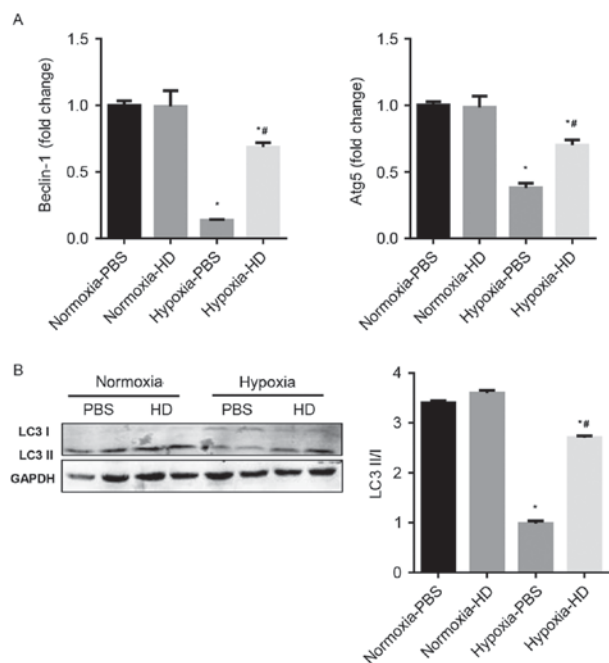 A
Beclin-1 (fold change)
1.5
1.0
0.5
0.0
*
*#
Normoxia-PBS
Normoxia-HD
Hypoxia-PBS
Hypoxia-HD
Atg5 (fold change)
1.5
1.0
0.5
0.0
*
*#
Normoxia-PBS
Normoxia-HD
Hypoxia-PBS
Hypoxia-HD
B
Normoxia Hypoxia
PBS HD PBS HD
LC3 I
LC3 II
GAPDH
LC3 II/I
4
3
2
1
0
*
*#
Normoxia-PBS
Normoxia-HD
Hypoxia-PBS
Hypoxia-HD